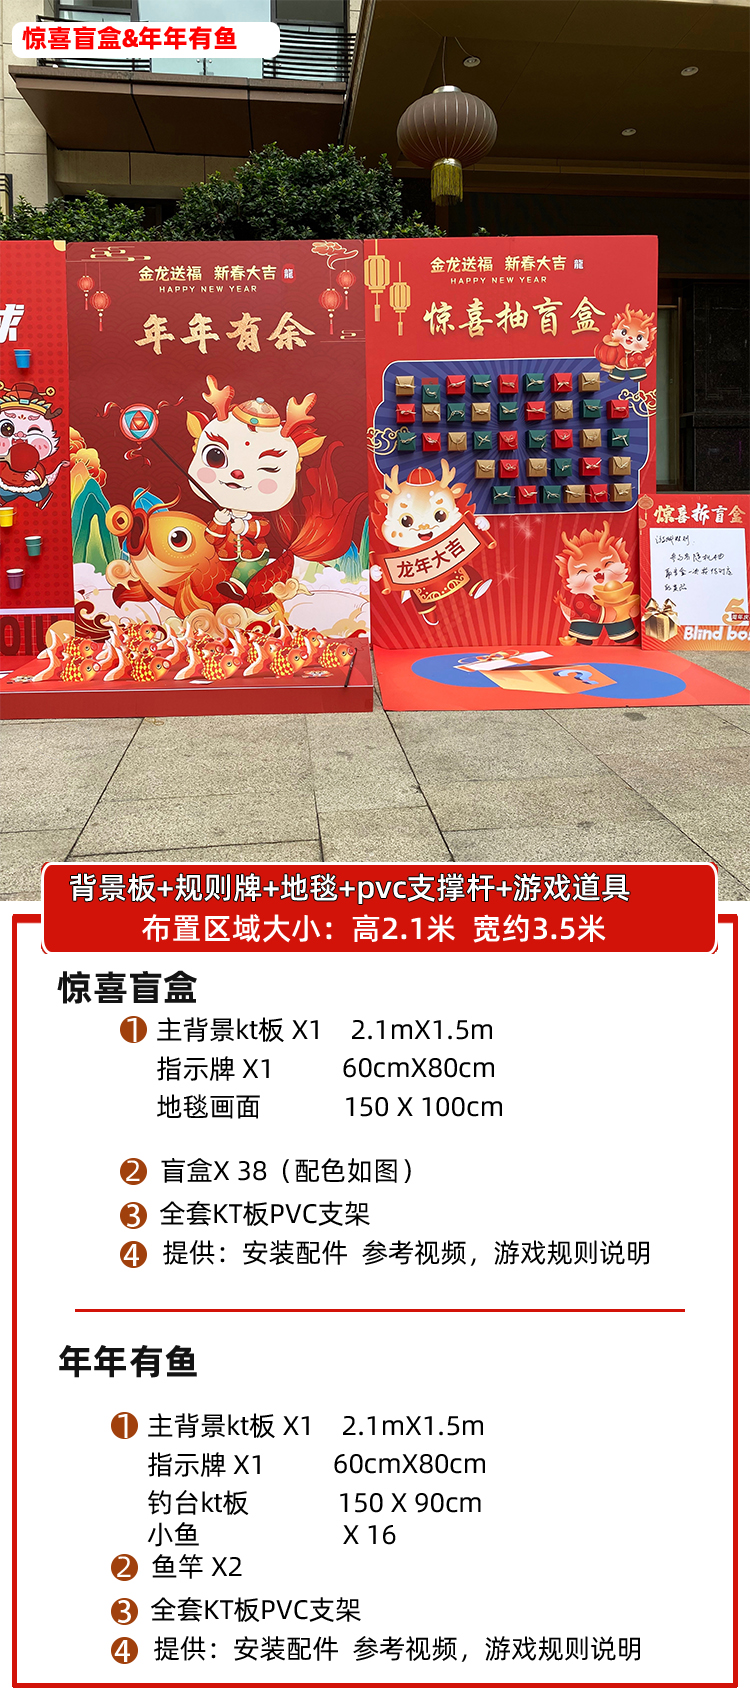 惊喜盲盒&年年有鱼
金龙送福 新春大吉 龍
HAPPY NEW YEAR
年年有余
金龙送福 新春大吉 龍
HAPPY NEW YEAR
惊喜抽盲盒
球
龙年大吉
惊喜拆盲盒
游戏规则
Blind bo
背景板+规则牌+地毯+pvc支撑杆+游戏道具
布置区域大小：高2.1米 宽约3.5米
惊喜盲盒
1 主背景kt板 X1 2.1mX1.5m
指示牌 X1 60cmX80cm
地毯画面 150 X 100cm
2 盲盒X 38（配色如图）
3 全套KT板PVC支架
4 提供：安装配件 参考视频，游戏规则说明
年年有鱼
1 主背景kt板 X1 2.1mX1.5m
指示牌 X1 60cmX80cm
钓台kt板 150 X 90cm
小鱼 X 16
2 鱼竿 X2
3 全套KT板PVC支架
4 提供：安装配件 参考视频，游戏规则说明